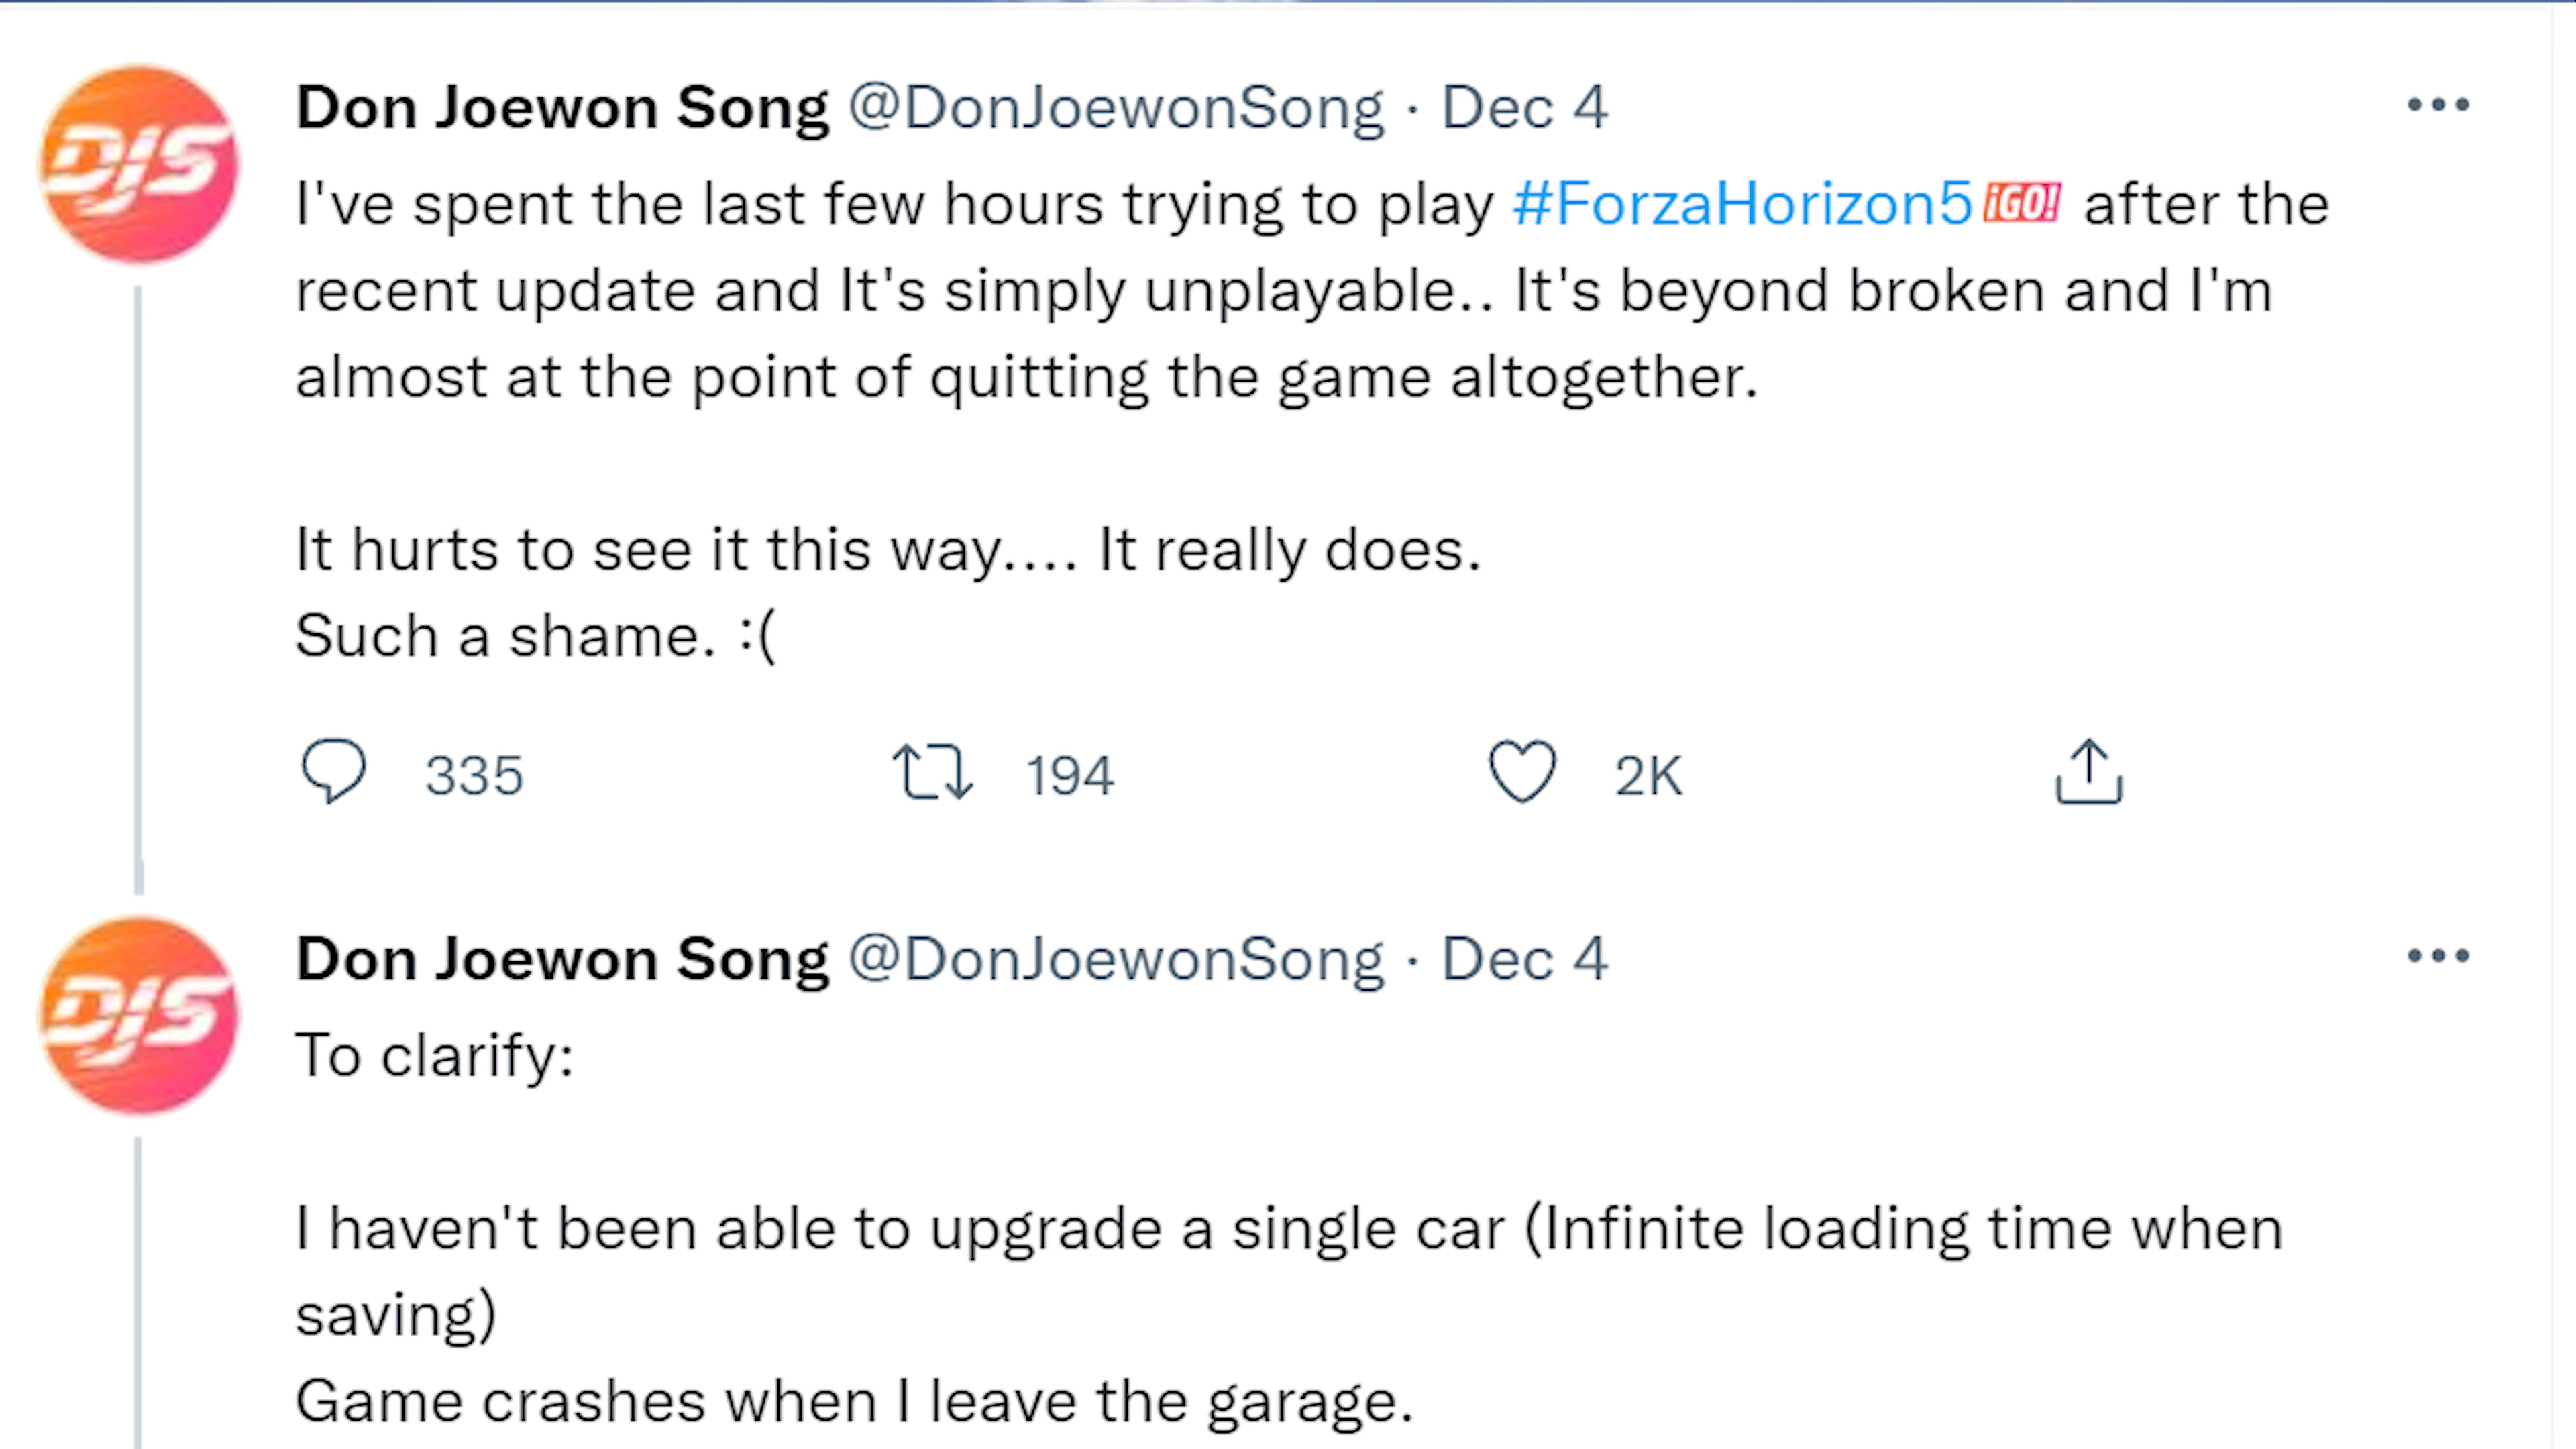 DJS
Don Joewon Song @DonJoewonSong · Dec 4
I've spent the last few hours trying to play #ForzaHorizon5 ¡GO! after the
recent update and It's simply unplayable.. It's beyond broken and I'm
almost at the point of quitting the game altogether.
It hurts to see it this way.... It really does.
Such a shame. :(
335 194 2K
DJS
Don Joewon Song @DonJoewonSong · Dec 4
To clarify:
I haven't been able to upgrade a single car (Infinite loading time when
saving)
Game crashes when I leave the garage.